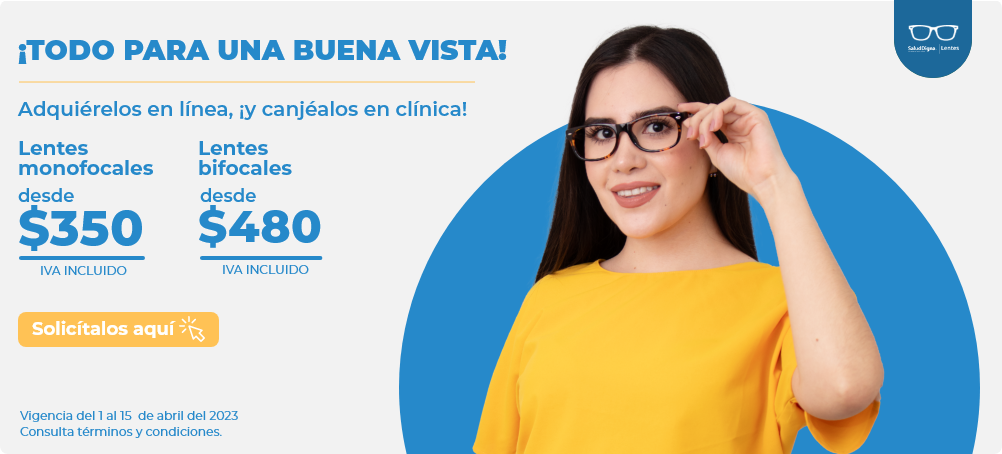 ¡TODO PARA UNA BUENA VISTA!
Adquiérelos en línea, ¡y canjéalos en clínica!
Lentes
monofocales
desde
$350
IVA INCLUIDO
Lentes
bifocales
desde
$480
IVA INCLUIDO
Solicítalos aquí
Vigencia del 1 al 15 de abril del 2023
Consulta términos y condiciones.
SaludDigna Lentes